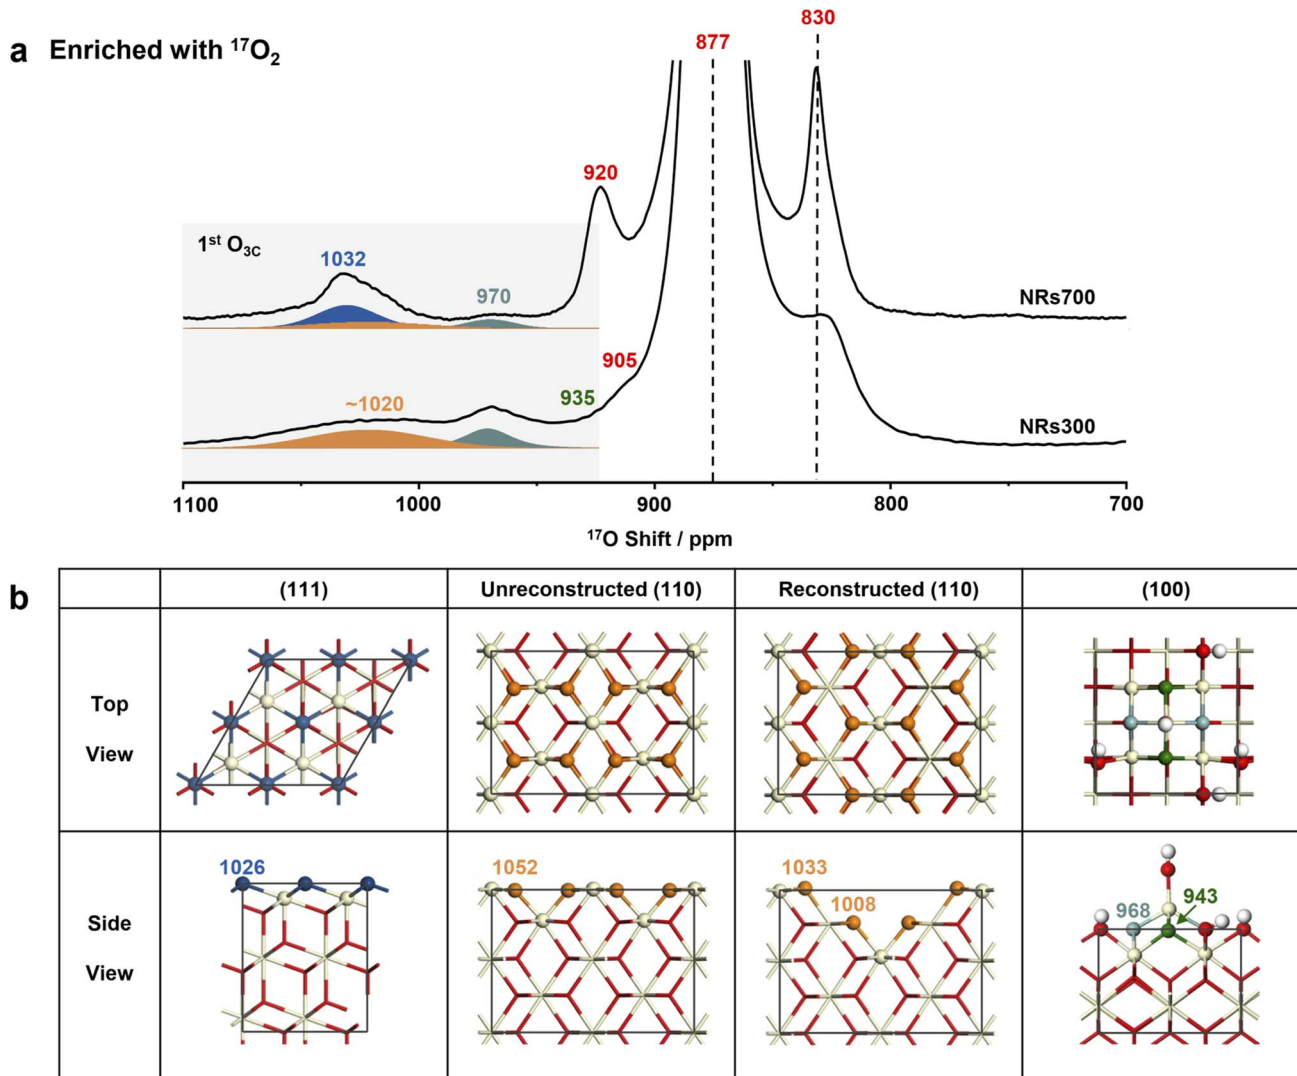 a Enriched with ¹⁷O₂
830
877
920
1ˢᵗ O₃C
1032
970
NRs700
905
935
~1020
NRs300
1100 1000 900 800 700
¹⁷O Shift / ppm
b
(111) Unreconstructed (110) Reconstructed (110) (100)
Top
View
Side
View
1026
1052
1033
1008
968
943